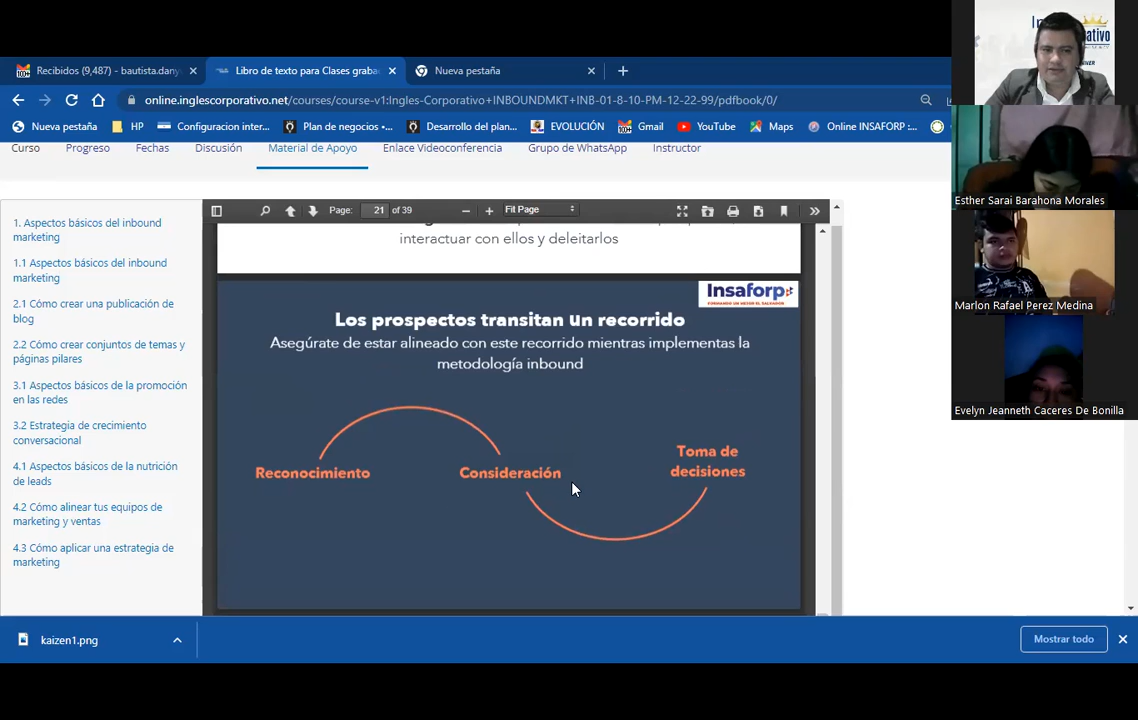 Recibidos (9,487) - bautista.dany
Libro de texto para Clases graba
Nueva pestaña
online.inglescorporativo.net/courses/course-v1:Ingles-Corporativo+INBOUNDMKT+INB-01-8-10-PM-12-22-99/pdfbook/0/
Nueva pestaña
HP
Configuracion inter...
Plan de negocios •...
Desarrollo del plan...
EVOLUCIÓN
Gmail
YouTube
Maps
Online INSAFORP :...
Curso
Progreso
Fechas
Discusión
Material de Apoyo
Enlace Videoconferencia
Grupo de WhatsApp
Instructor
1. Aspectos básicos del inbound
marketing
1.1 Aspectos básicos del inbound
marketing
2.1 Cómo crear una publicación de
blog
2.2 Cómo crear conjuntos de temas y
páginas pilares
3.1 Aspectos básicos de la promoción
en las redes
3.2 Estrategia de crecimiento
conversacional
4.1 Aspectos básicos de la nutrición
de leads
4.2 Cómo alinear tus equipos de
marketing y ventas
4.3 Cómo aplicar una estrategia de
marketing
Page: 21 of 39
Fit Page
interactuar con ellos y deleitarlos
Insaforp
FORMANDO UN MEJOR EL SALVADOR
Los prospectos transitan un recorrido
Asegúrate de estar alineado con este recorrido mientras implementas la
metodología inbound
Reconocimiento
Consideración
Toma de
decisiones
Esther Sarai Barahona Morales
Marlon Rafael Perez Medina
Evelyn Jeanneth Caceres De Bonilla
kaizen1.png
Mostrar todo